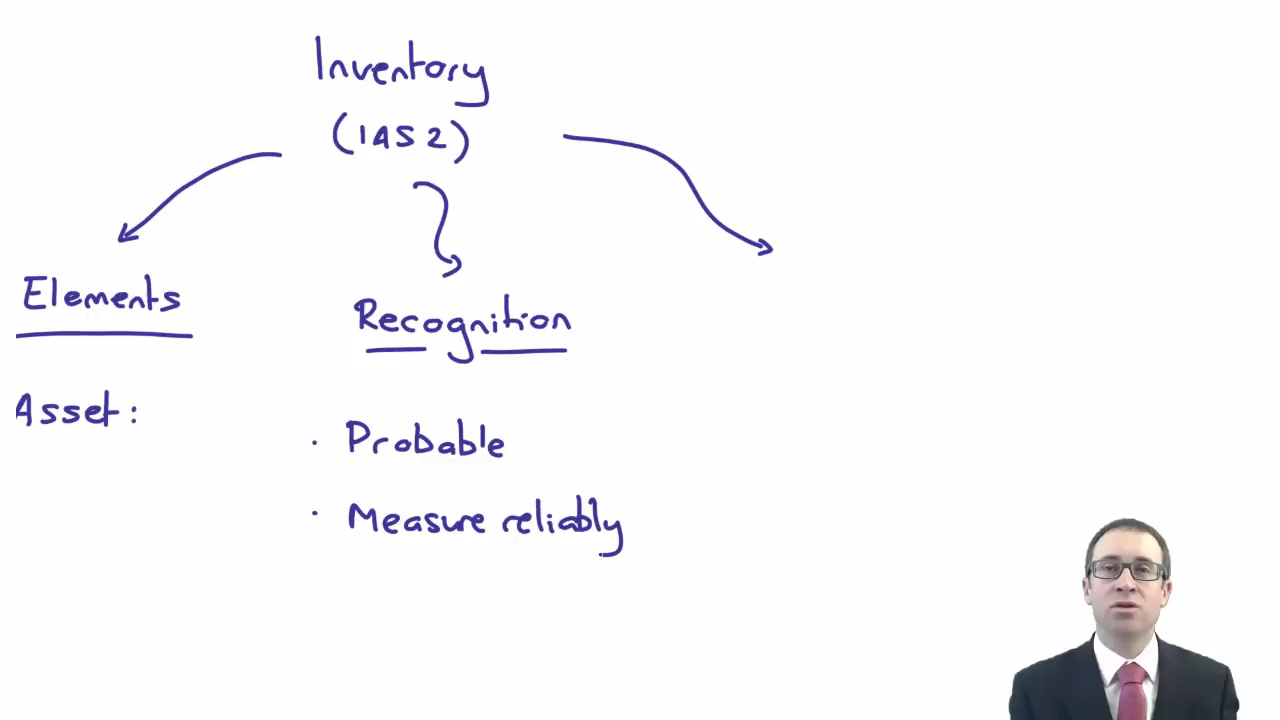 Inventory
(IAS 2)
Elements
Recognition
Asset:
· Probable
· Measure reliably